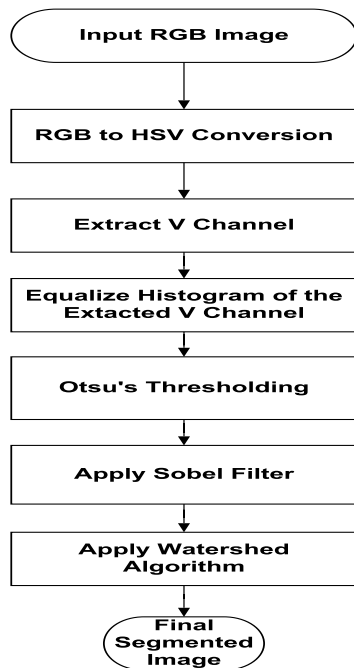 Input RGB Image
RGB to HSV Conversion
Extract V Channel
Equalize Histogram of the
Extacted V Channel
Otsu's Thresholding
Apply Sobel Filter
Apply Watershed
Algorithm
Final
Segmented
Image